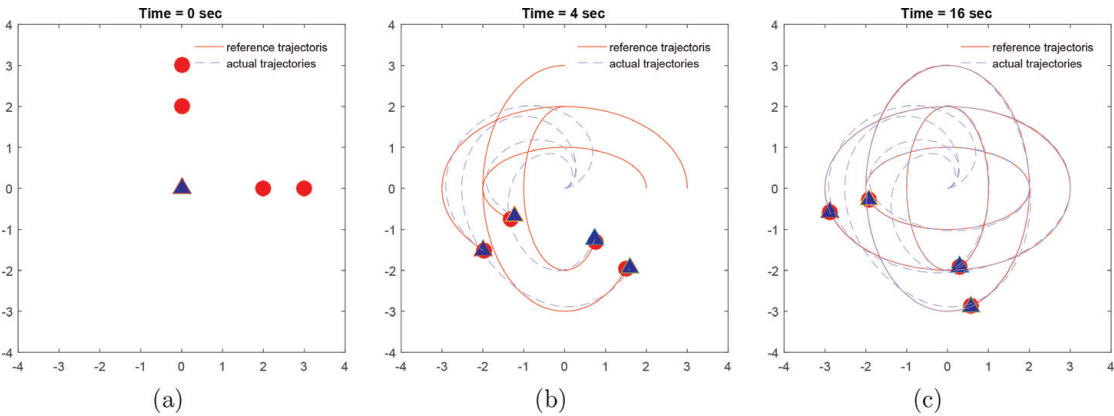 Time = 0 sec
4
3
2
1
0
-1
-2
-3
-4
-4 -3 -2 -1 0 1 2 3 4
reference trajectoris
actual trajectories
(a)
Time = 4 sec
4
3
2
1
0
-1
-2
-3
-4
-4 -3 -2 -1 0 1 2 3 4
reference trajectoris
actual trajectories
(b)
Time = 16 sec
4
3
2
1
0
-1
-2
-3
-4
-4 -3 -2 -1 0 1 2 3 4
reference trajectoris
actual trajectories
(c)